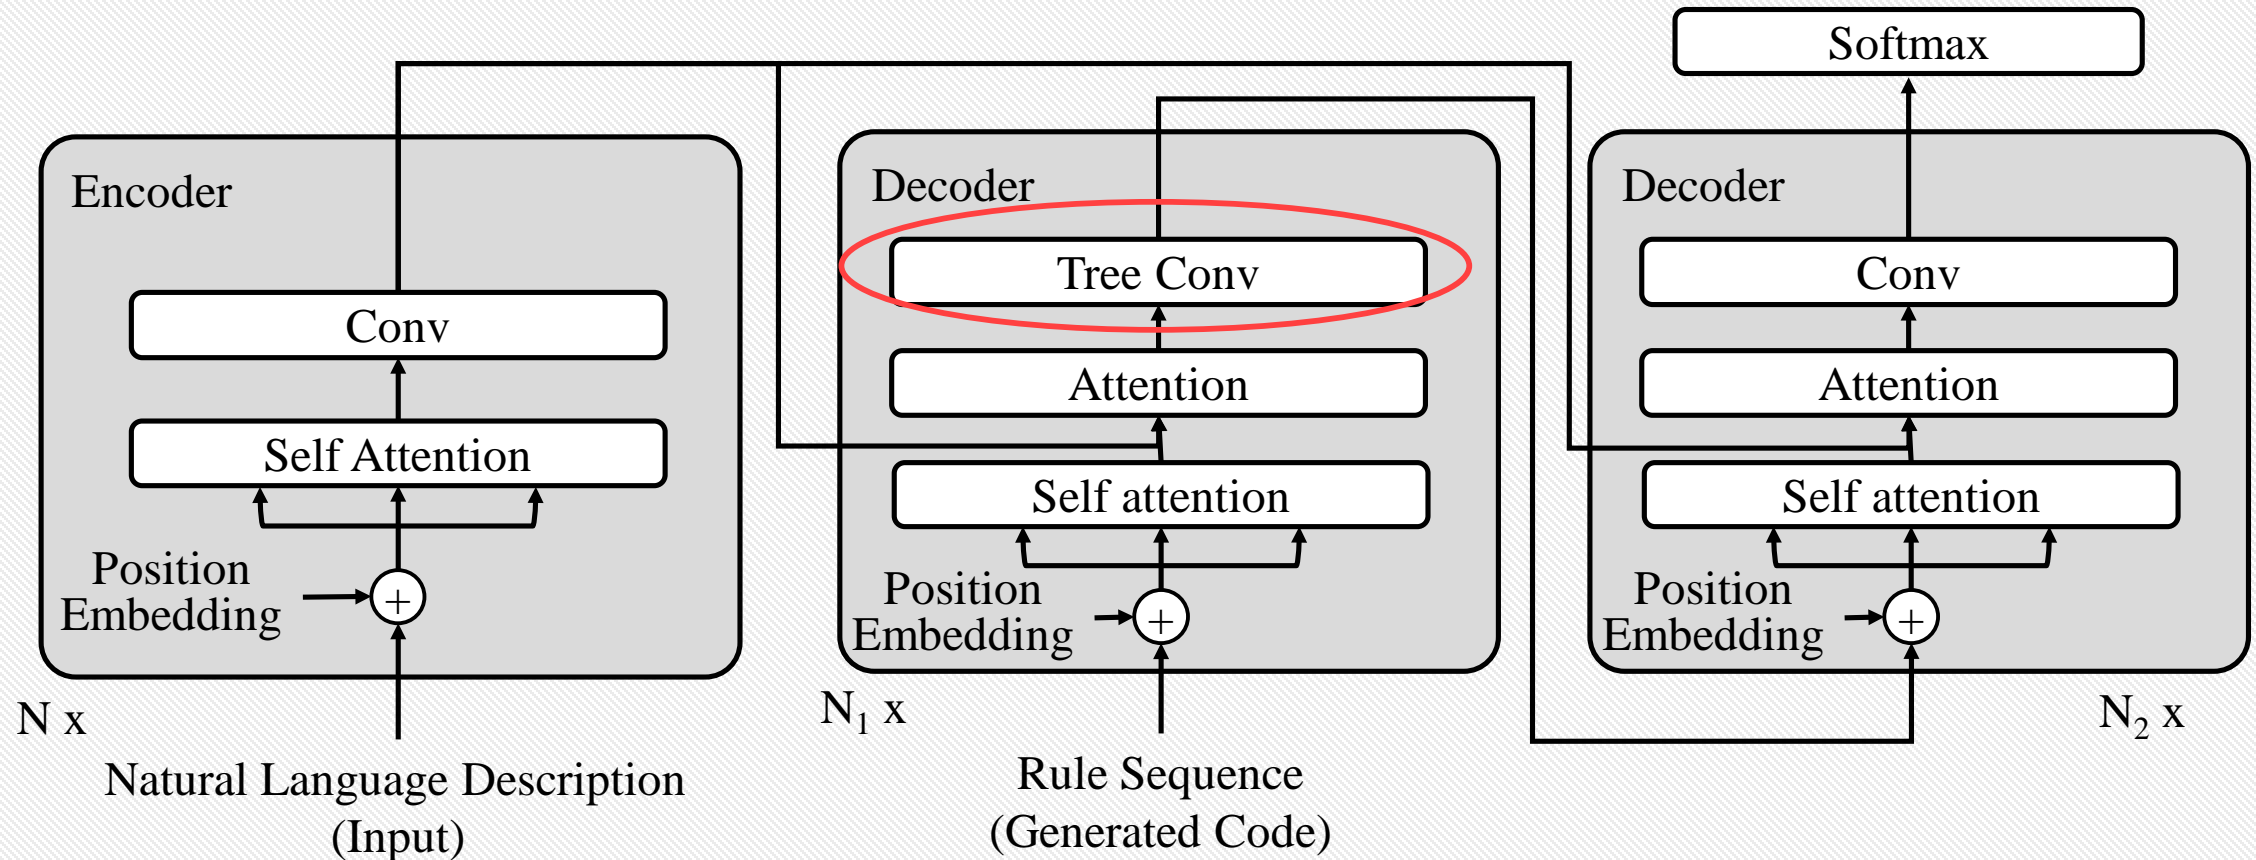 Encoder
Conv
Self Attention
Position
Embedding
+
N x
Natural Language Description
(Input)
Decoder
Tree Conv
Attention
Self attention
Position
Embedding
+
N₁ x
Rule Sequence
(Generated Code)
Softmax
Decoder
Conv
Attention
Self attention
Position
Embedding
+
N₂ x